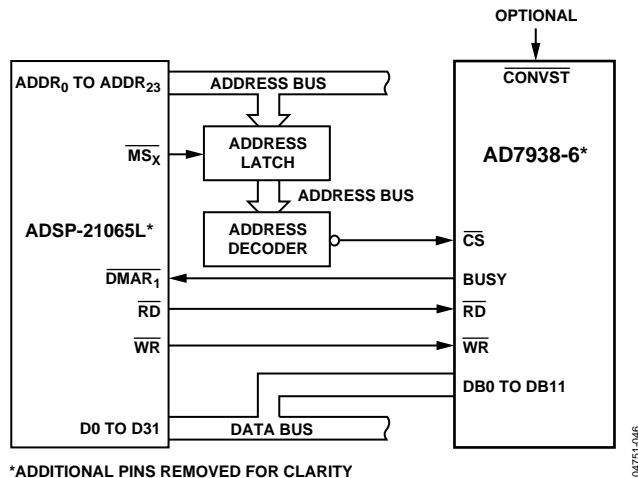 OPTIONAL
ADDR0 TO ADDR23
ADDRESS BUS
CONVST
MSX
ADDRESS
LATCH
AD7938-6*
ADDRESS BUS
ADSP-21065L*
ADDRESS
DECODER
CS
DMAR1
BUSY
RD
RD
WR
WR
DB0 TO DB11
D0 TO D31
DATA BUS
*ADDITIONAL PINS REMOVED FOR CLARITY
04751-046